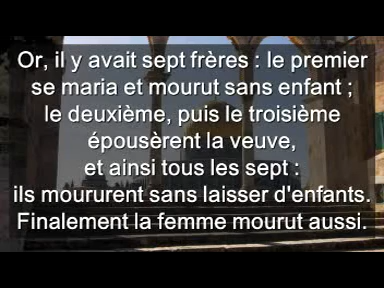 Or, il y avait sept frères : le premier
se maria et mourut sans enfant ;
le deuxième, puis le troisième
épousèrent la veuve,
et ainsi tous les sept :
ils moururent sans laisser d'enfants.
Finalement la femme mourut aussi.